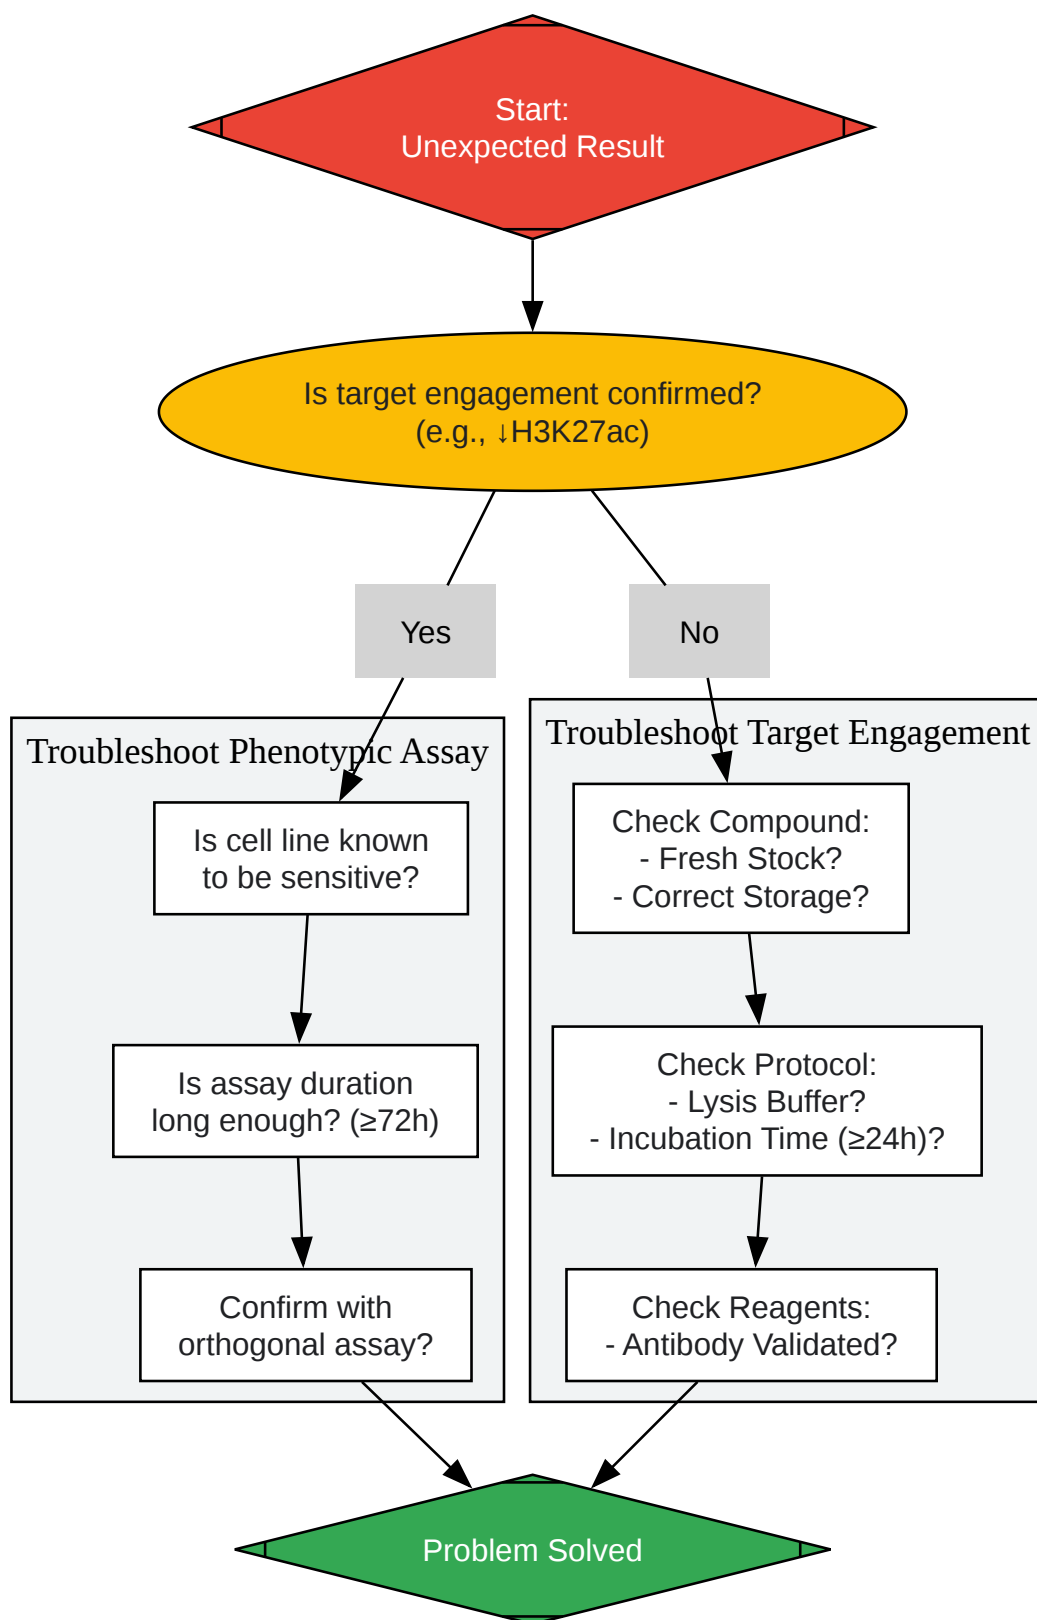 Start:
Unexpected Result
Is target engagement confirmed?
(e.g., ↓H3K27ac)
Yes
No
Troubleshoot Phenotypic Assay
Is cell line known
to be sensitive?
Is assay duration
long enough? (≥72h)
Confirm with
orthogonal assay?
Troubleshoot Target Engagement
Check Compound:
- Fresh Stock?
- Correct Storage?
Check Protocol:
- Lysis Buffer?
- Incubation Time (≥24h)?
Check Reagents:
- Antibody Validated?
Problem Solved